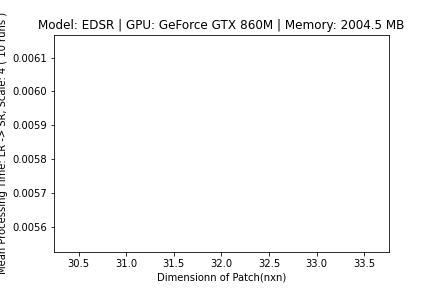 Model: EDSR | GPU: GeForce GTX 860M | Memory: 2004.5 MB
Mean Processing Time: LR -> SR, Scale: 4 ( 10 runs )
0.0061
0.0060
0.0059
0.0058
0.0057
0.0056
30.5 31.0 31.5 32.0 32.5 33.0 33.5
Dimensionn of Patch(nxn)